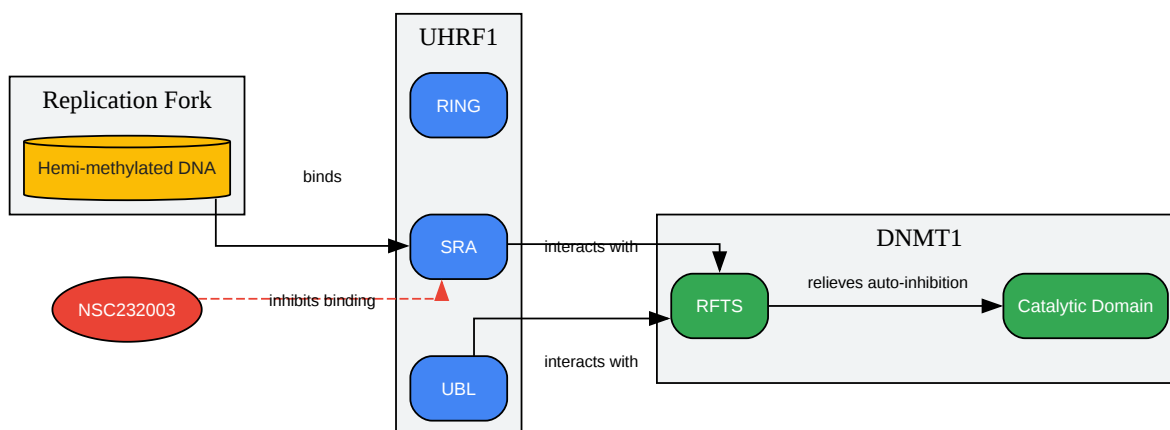 UHRF1
RING
Replication Fork
Hemi-methylated DNA
binds
SRA
interacts with
DNMT1
NSC232003
inhibits binding
RFTS
relieves auto-inhibition
Catalytic Domain
interacts with
UBL